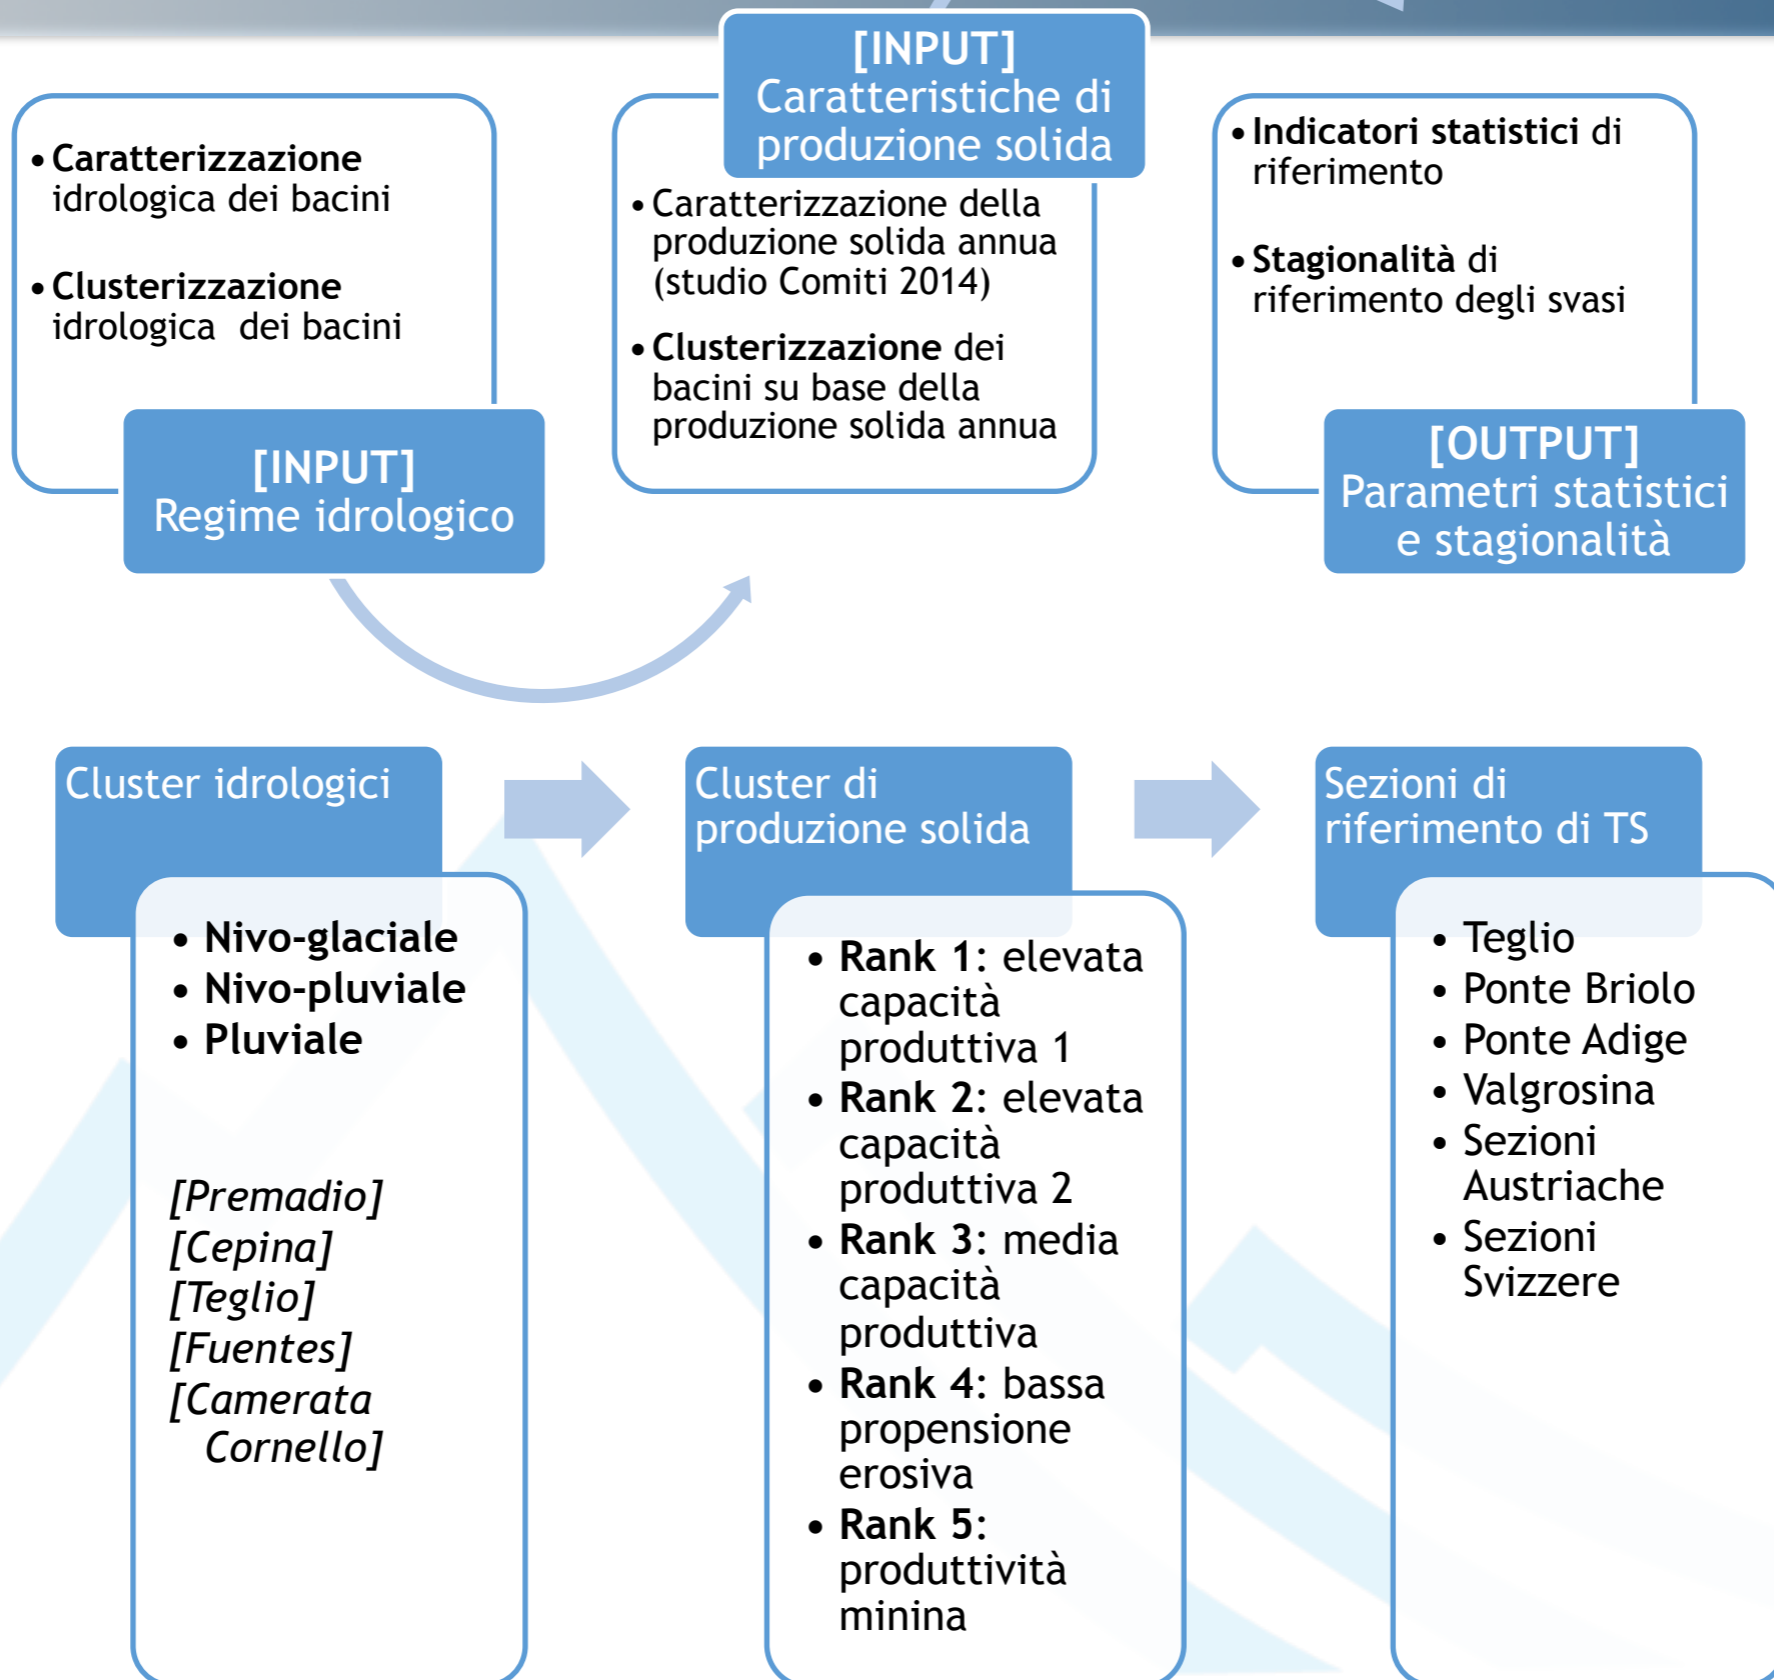 • Caratterizzazione
idrologica dei bacini
• Clusterizzazione
idrologica dei bacini
[INPUT]
Regime idrologico
[INPUT]
Caratteristiche di
produzione solida
• Caratterizzazione della
produzione solida annua
(studio Comiti 2014)
• Clusterizzazione dei
bacini su base della
produzione solida annua
• Indicatori statistici di
riferimento
• Stagionalità di
riferimento degli svasi
[OUTPUT]
Parametri statistici
e stagionalità
Cluster idrologici
• Nivo-glaciale
• Nivo-pluviale
• Pluviale
[Premadio]
[Cepina]
[Teglio]
[Fuentes]
[Camerata
Cornello]
Cluster di
produzione solida
• Rank 1: elevata
capacità
produttiva 1
• Rank 2: elevata
capacità
produttiva 2
• Rank 3: media
capacità
produttiva
• Rank 4: bassa
propensione
erosiva
• Rank 5:
produttività
minina
Sezioni di
riferimento di TS
• Teglio
• Ponte Briolo
• Ponte Adige
• Valgrosina
• Sezioni
Austriache
• Sezioni
Svizzere